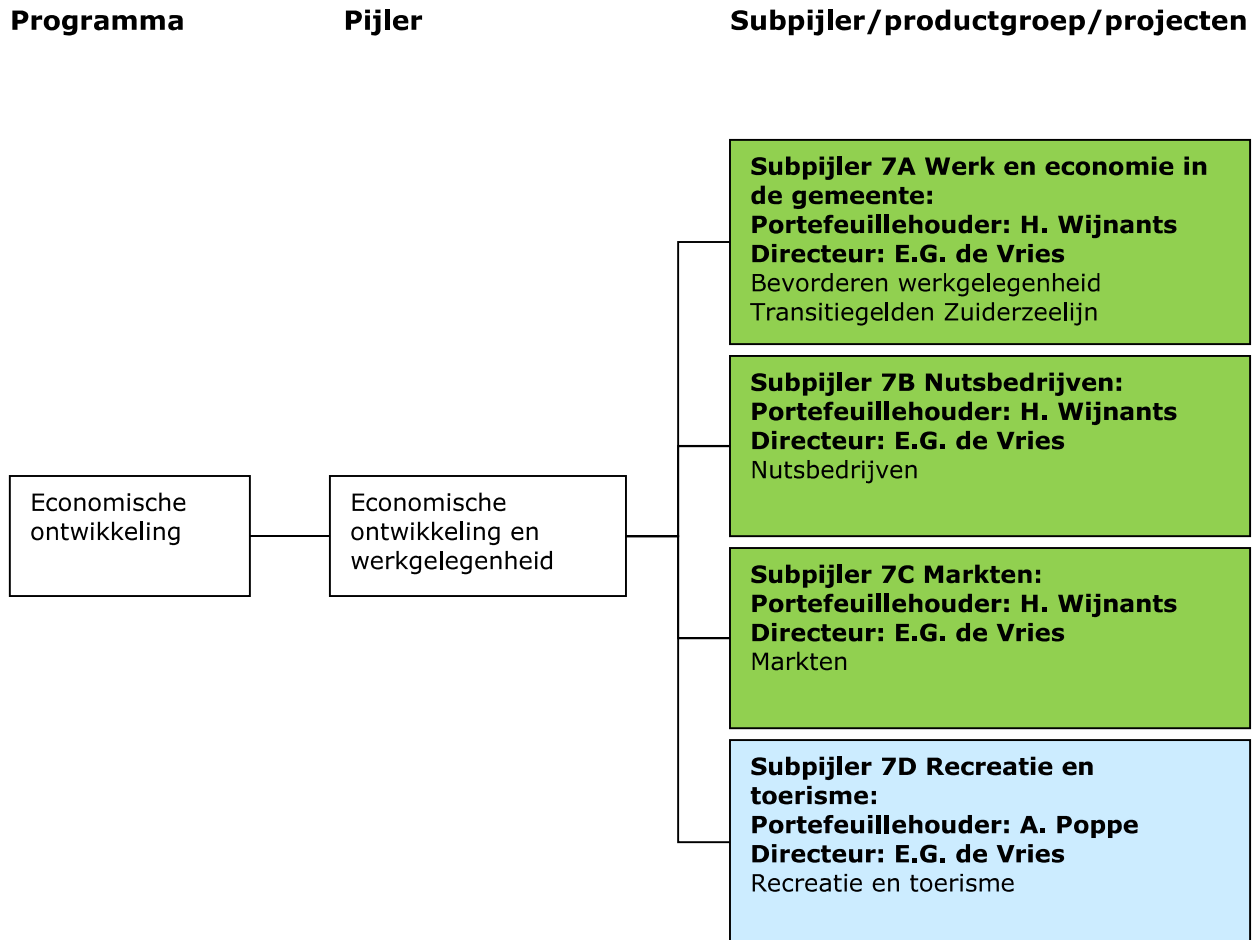 Programma
Pijler
Subpijler/productgroep/projecten
Economische
ontwikkeling
Economische
ontwikkeling en
werkgelegenheid
Subpijler 7A Werk en economie in
de gemeente:
Portefeuillehouder: H. Wijnants
Directeur: E.G. de Vries
Bevorderen werkgelegenheid
Transitiegelden Zuiderzeelijn
Subpijler 7B Nutsbedrijven:
Portefeuillehouder: H. Wijnants
Directeur: E.G. de Vries
Nutsbedrijven
Subpijler 7C Markten:
Portefeuillehouder: H. Wijnants
Directeur: E.G. de Vries
Markten
Subpijler 7D Recreatie en
toerisme:
Portefeuillehouder: A. Poppe
Directeur: E.G. de Vries
Recreatie en toerisme